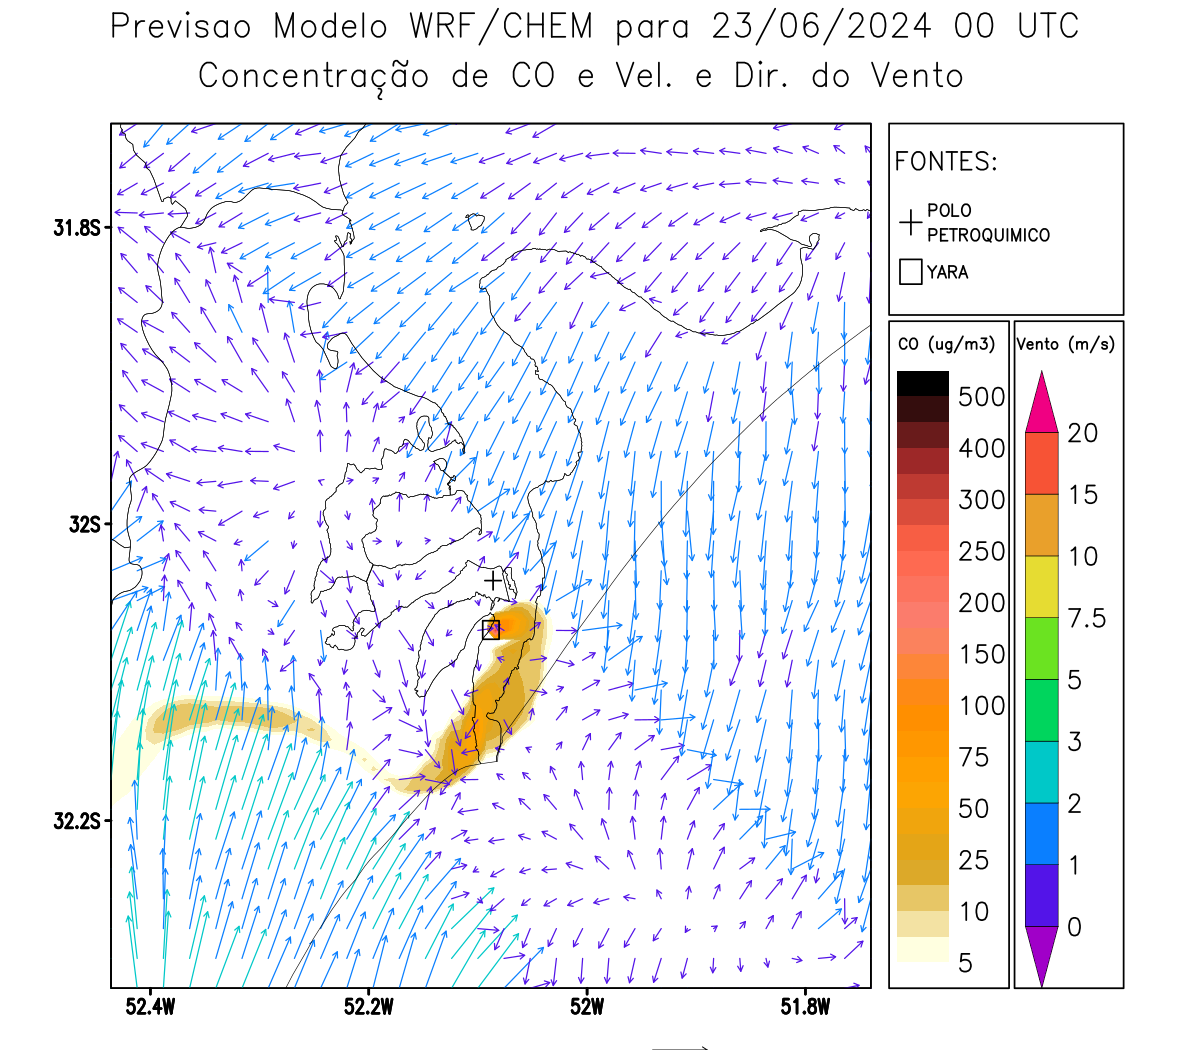 Previsao Modelo WRF/CHEM para 23/06/2024 00 UTC
Concentração de CO e Vel. e Dir. do Vento
FONTES:
POLO
PETROQUIMICO
YARA
CO (ug/m3)
500
400
300
250
200
150
100
75
50
25
10
5
Vento (m/s)
20
15
10
7.5
5
3
2
1
0
31.8S
32S
32.2S
52.4W
52.2W
52W
51.8W